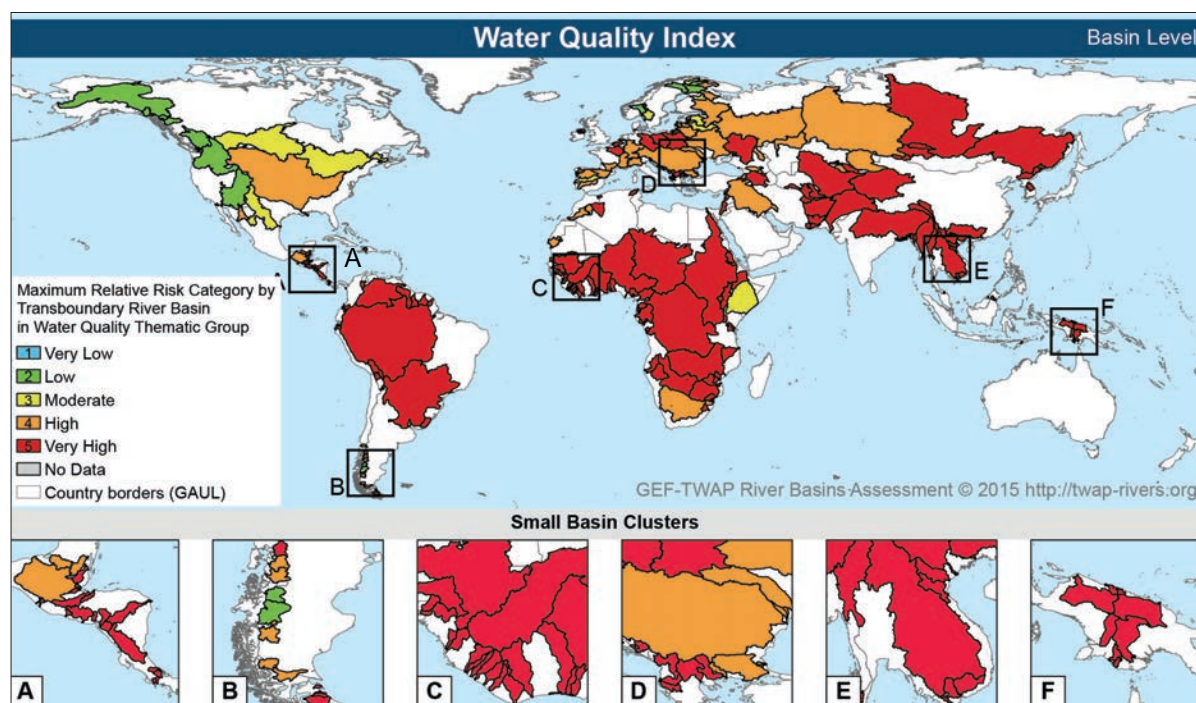 Water Quality Index
Basin Level
A
B
C
D
E
F
Maximum Relative Risk Category by
Transboundary River Basin
in Water Quality Thematic Group
1 Very Low
2 Low
3 Moderate
4 High
5 Very High
No Data
Country borders (GAUL)
GEF-TWAP River Basins Assessment © 2015 http://twap-rivers.org
Small Basin Clusters
A
B
C
D
E
F